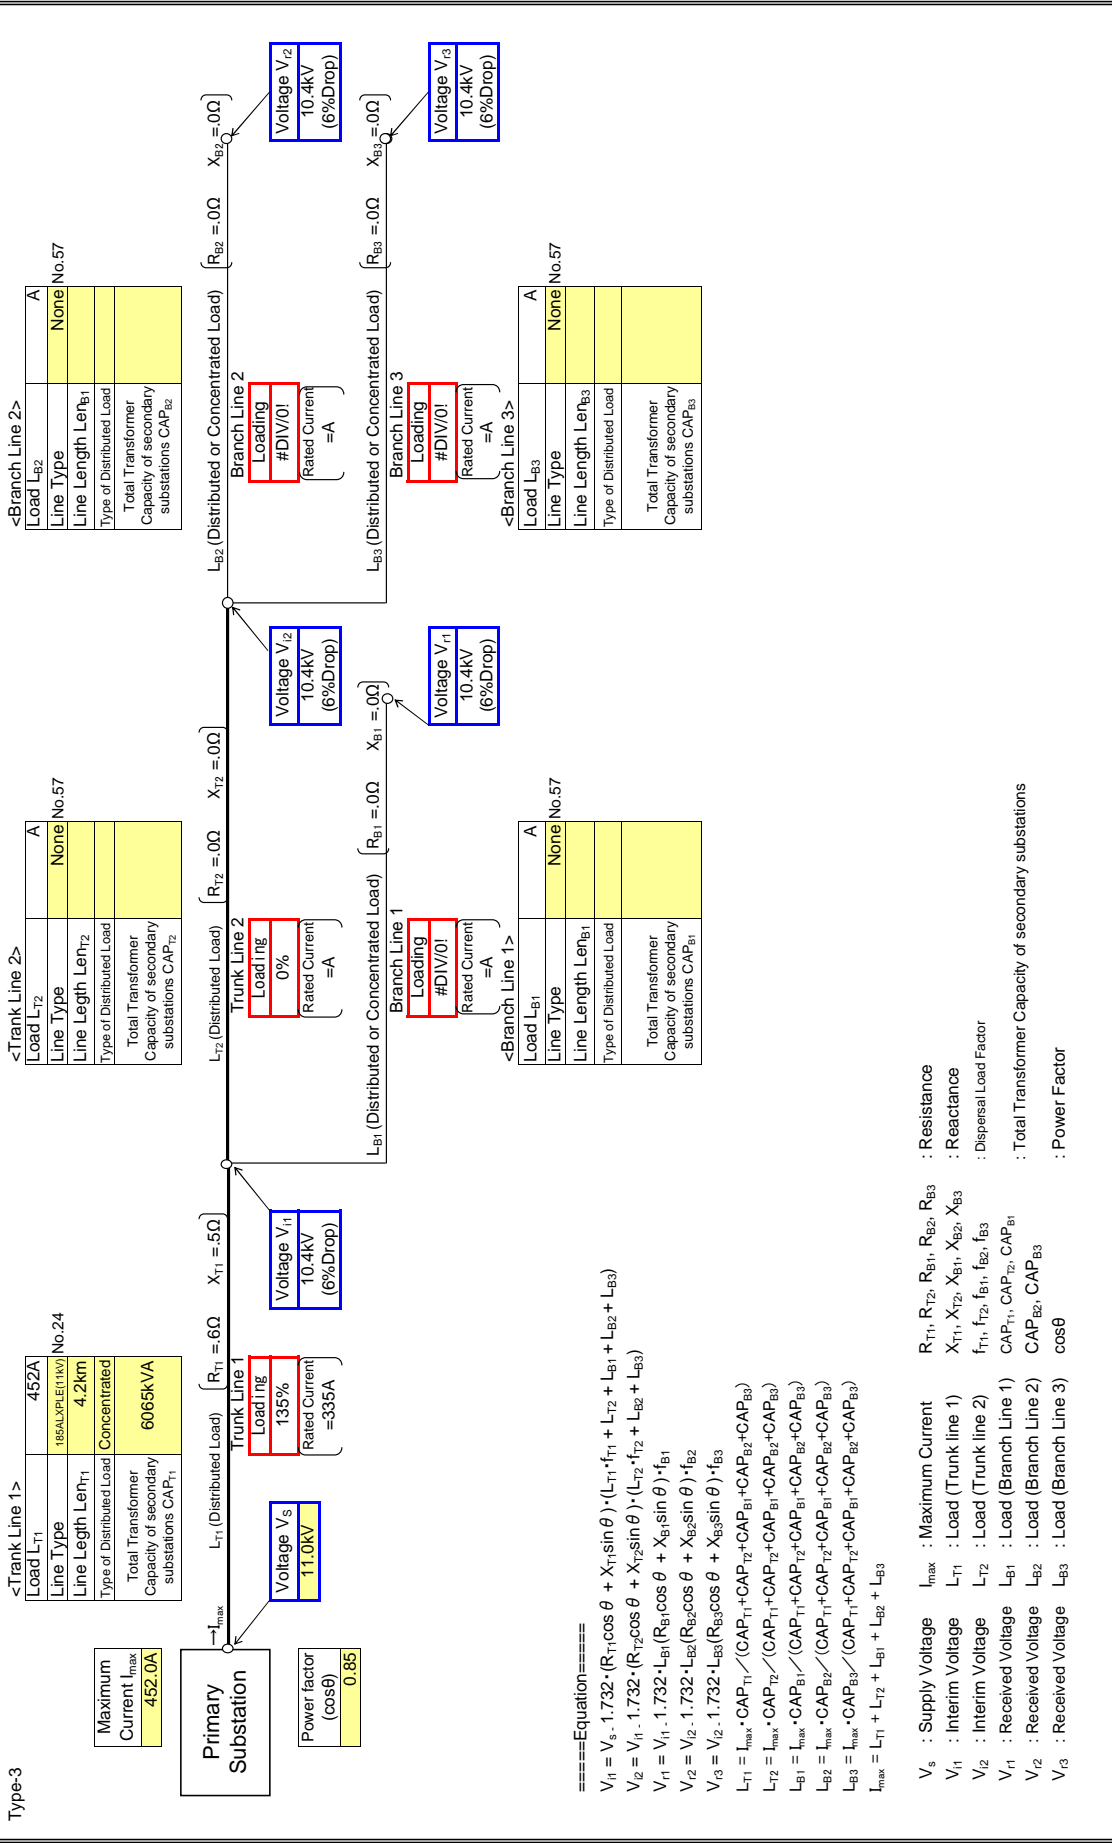 Type-3
<Trank Line 1>
Load LT1 452A
Line Type 185ALXPLE(11kV) No.24
Line Legth LenT1 4.2km
Type of Distributed Load Concentrated
Total Transformer
Capacity of secondary
substations CAPT1
6065kVA
<Trank Line 2>
Load LT2 A
Line Type None No.57
Line Length LenT2
Type of Distributed Load
Total Transformer
Capacity of secondary
substations CAPT2
<Branch Line 2>
Load LB2 A
Line Type None No.57
Line Length LenB1
Type of Distributed Load
Total Transformer
Capacity of secondary
substations CAPB2
Maximum
Current Imax
452.0A
Primary
Substation
→Imax
Power factor
(cosθ)
0.85
Voltage VS
11.0kV
LT1 (Distributed Load)
RT1 =.6Ω XT1 =.5Ω
Trunk Line 1
Loading
135%
Rated Current
=335A
Voltage Vi1
10.4kV
(6%Drop)
LT2 (Distributed Load)
RT2 =.0Ω XT2 =.0Ω
Trunk Line 2
Loading
0%
Rated Current
=A
Voltage Vi2
10.4kV
(6%Drop)
LB2 (Distributed or Concentrated Load)
RB2 =.0Ω XB2 =.0Ω
Branch Line 2
Loading
#DIV/0!
Rated Current
=A
Voltage Vr2
10.4kV
(6%Drop)
LB1 (Distributed or Concentrated Load)
RB1 =.0Ω XB1 =.0Ω
Branch Line 1
Loading
#DIV/0!
Rated Current
=A
Voltage Vr1
10.4kV
(6%Drop)
LB3 (Distributed or Concentrated Load)
RB3 =.0Ω XB3 =.0Ω
Branch Line 3
Loading
#DIV/0!
Rated Current
=A
Voltage Vr3
10.4kV
(6%Drop)
<Branch Line 1>
Load LB1 A
Line Type None No.57
Line Length LenB1
Type of Distributed Load
Total Transformer
Capacity of secondary
substations CAPB1
<Branch Line 3>
Load LB3 A
Line Type None No.57
Line Length LenB3
Type of Distributed Load
Total Transformer
Capacity of secondary
substations CAPB3
=====Equation=====
Vi1 = Vs - 1.732・(RT1cos θ + XT1sin θ)・(LT1・fT1 + LT2 + LB1 + LB2 + LB3)
Vi2 = Vi1 - 1.732・(RT2cos θ + XT2sin θ)・(LT2・fT2 + LB2 + LB3)
Vr1 = Vi1 - 1.732・LB1(RB1cos θ + XB1sin θ)・fB1
Vr2 = Vi2 - 1.732・LB2(RB2cos θ + XB2sin θ)・fB2
Vr3 = Vi2 - 1.732・LB3(RB3cos θ + XB3sin θ)・fB3
LT1 = Imax・CAPT1／(CAPT1+CAPT2+CAPB1+CAPB2+CAPB3)
LT2 = Imax・CAPT2／(CAPT1+CAPT2+CAPB1+CAPB2+CAPB3)
LB1 = Imax・CAPB1／(CAPT1+CAPT2+CAPB1+CAPB2+CAPB3)
LB2 = Imax・CAPB2／(CAPT1+CAPT2+CAPB1+CAPB2+CAPB3)
LB3 = Imax・CAPB3／(CAPT1+CAPT2+CAPB1+CAPB2+CAPB3)
Imax = LT1 + LT2 + LB1 + LB2 + LB3
Vs : Supply Voltage Imax : Maximum Current RT1, RT2, RB1, RB2, RB3 : Resistance
Vi1 : Interim Voltage LT1 : Load (Trunk line 1) XT1, XT2, XB1, XB2, XB3 : Reactance
Vi2 : Interim Voltage LT2 : Load (Trunk line 2) fT1, fT2, fB1, fB2, fB3 : Dispersal Load Factor
Vr1 : Received Voltage LB1 : Load (Branch Line 1) CAPT1, CAPT2, CAPB1 : Total Transformer Capacity of secondary substations
Vr2 : Received Voltage LB2 : Load (Branch Line 2) CAPB2, CAPB3
Vr3 : Received Voltage LB3 : Load (Branch Line 3) cosθ : Power Factor